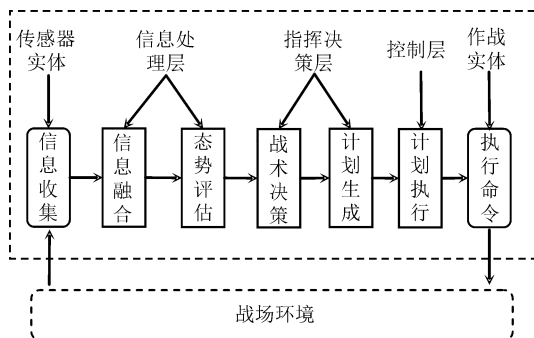 传感器
实体
信息处
理层
指挥决
策层
控制层
作战
实体
信息收集
信息融合
态势评估
战术决策
计划生成
计划执行
执行命令
战场环境